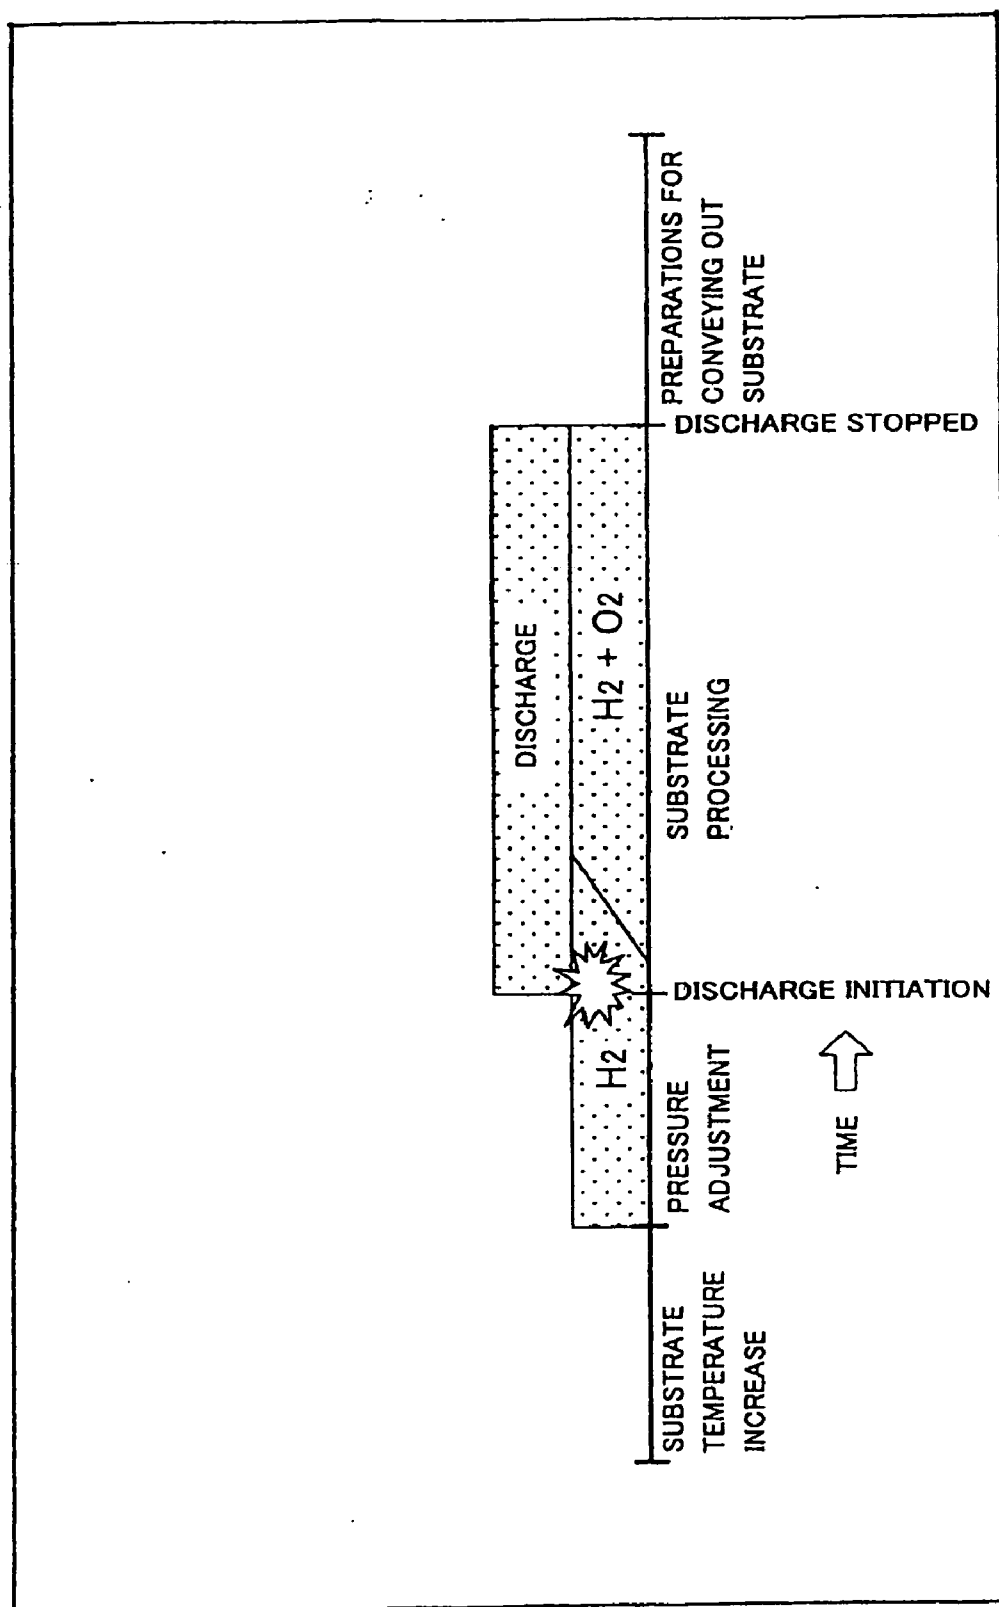 DISCHARGE
H2
H2 + O2
SUBSTRATE
TEMPERATURE
INCREASE
PRESSURE
ADJUSTMENT
DISCHARGE INITIATION
SUBSTRATE
PROCESSING
DISCHARGE STOPPED
PREPARATIONS FOR
CONVEYING OUT
SUBSTRATE
TIME